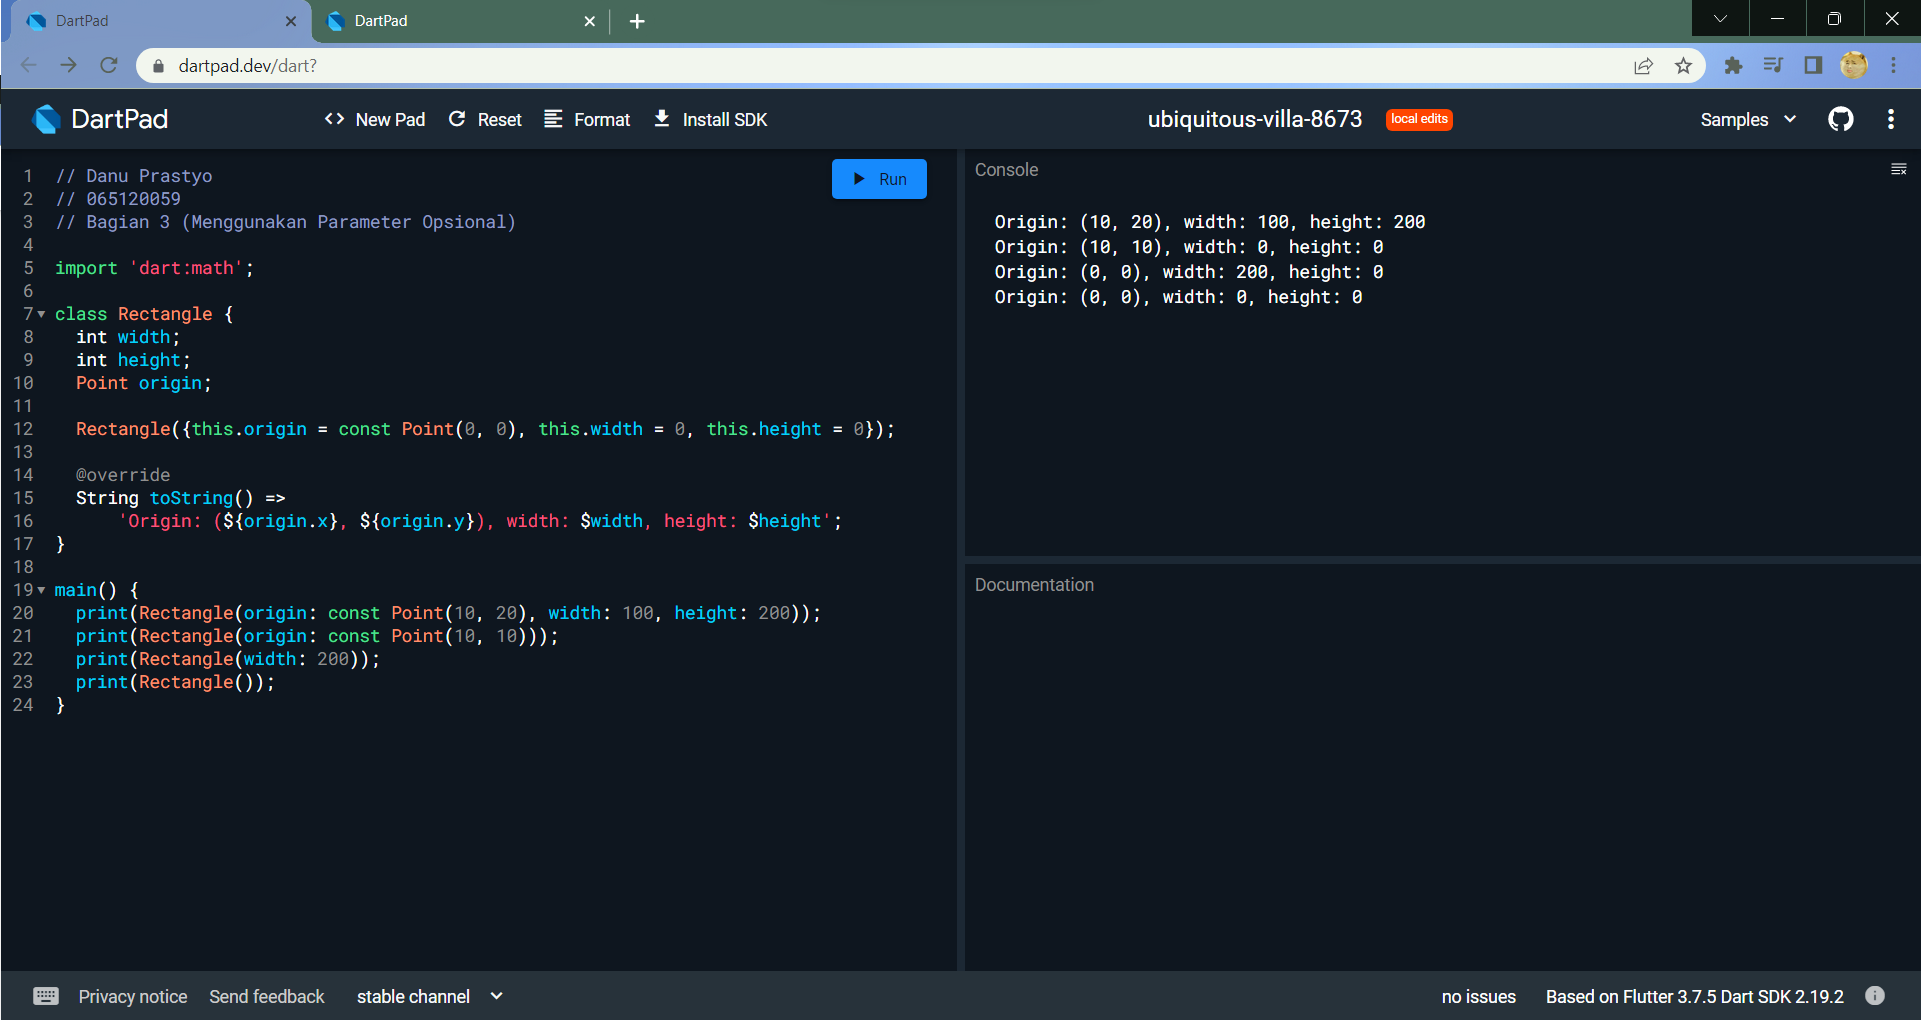 DartPad
DartPad
dartpad.dev/dart?
DartPad
<> New Pad Reset Format Install SDK
ubiquitous-villa-8673 local edits
Samples
Run
1 // Danu Prastyo
2 // 065120059
3 // Bagian 3 (Menggunakan Parameter Opsional)
4
5 import 'dart:math';
6
7 class Rectangle {
8 int width;
9 int height;
10 Point origin;
11
12 Rectangle({this.origin = const Point(0, 0), this.width = 0, this.height = 0});
13
14 @override
15 String toString() =>
16 'Origin: (${origin.x}, ${origin.y}), width: $width, height: $height';
17 }
18
19 main() {
20 print(Rectangle(origin: const Point(10, 20), width: 100, height: 200));
21 print(Rectangle(origin: const Point(10, 10)));
22 print(Rectangle(width: 200));
23 print(Rectangle());
24 }
Console
Origin: (10, 20), width: 100, height: 200
Origin: (10, 10), width: 0, height: 0
Origin: (0, 0), width: 200, height: 0
Origin: (0, 0), width: 0, height: 0
Documentation
Privacy notice Send feedback stable channel
no issues Based on Flutter 3.7.5 Dart SDK 2.19.2